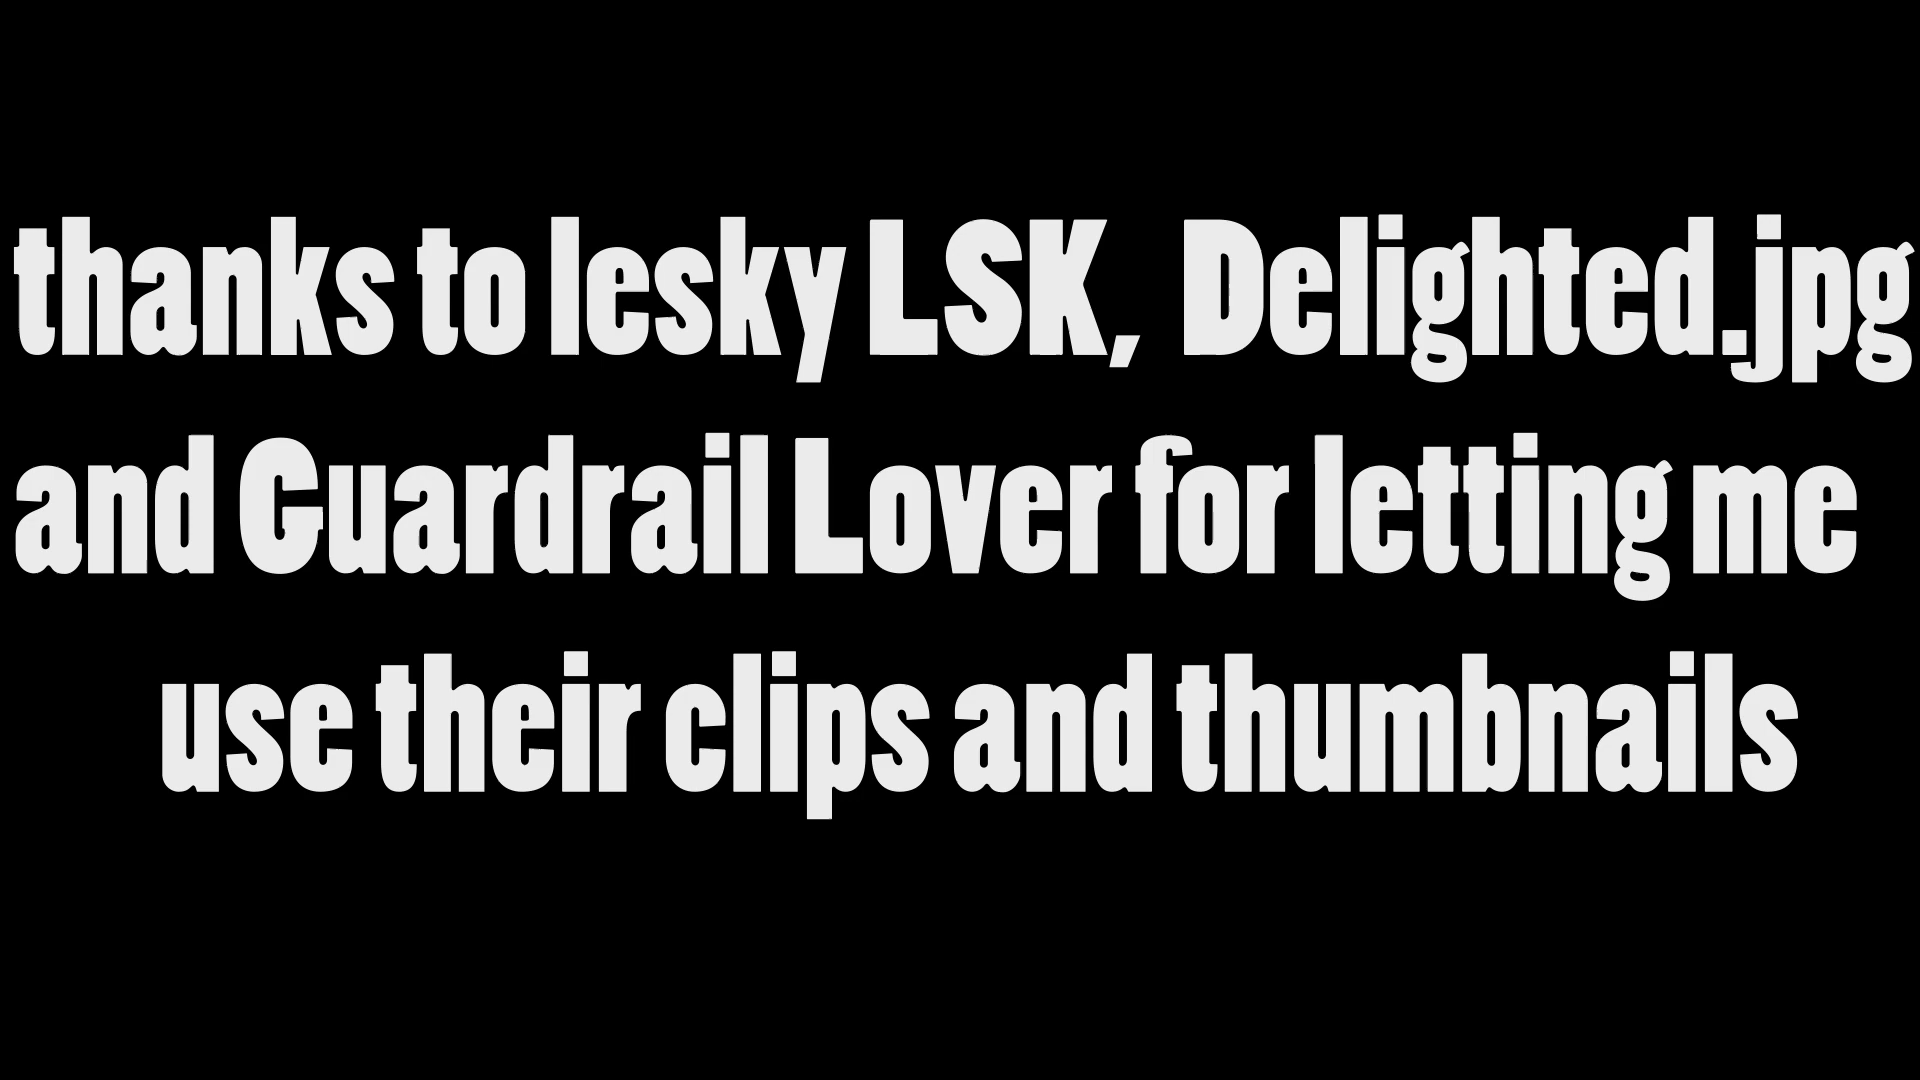 thanks to lesky LSK, Delighted.jpg
and Guardrail Lover for letting me
use their clips and thumbnails